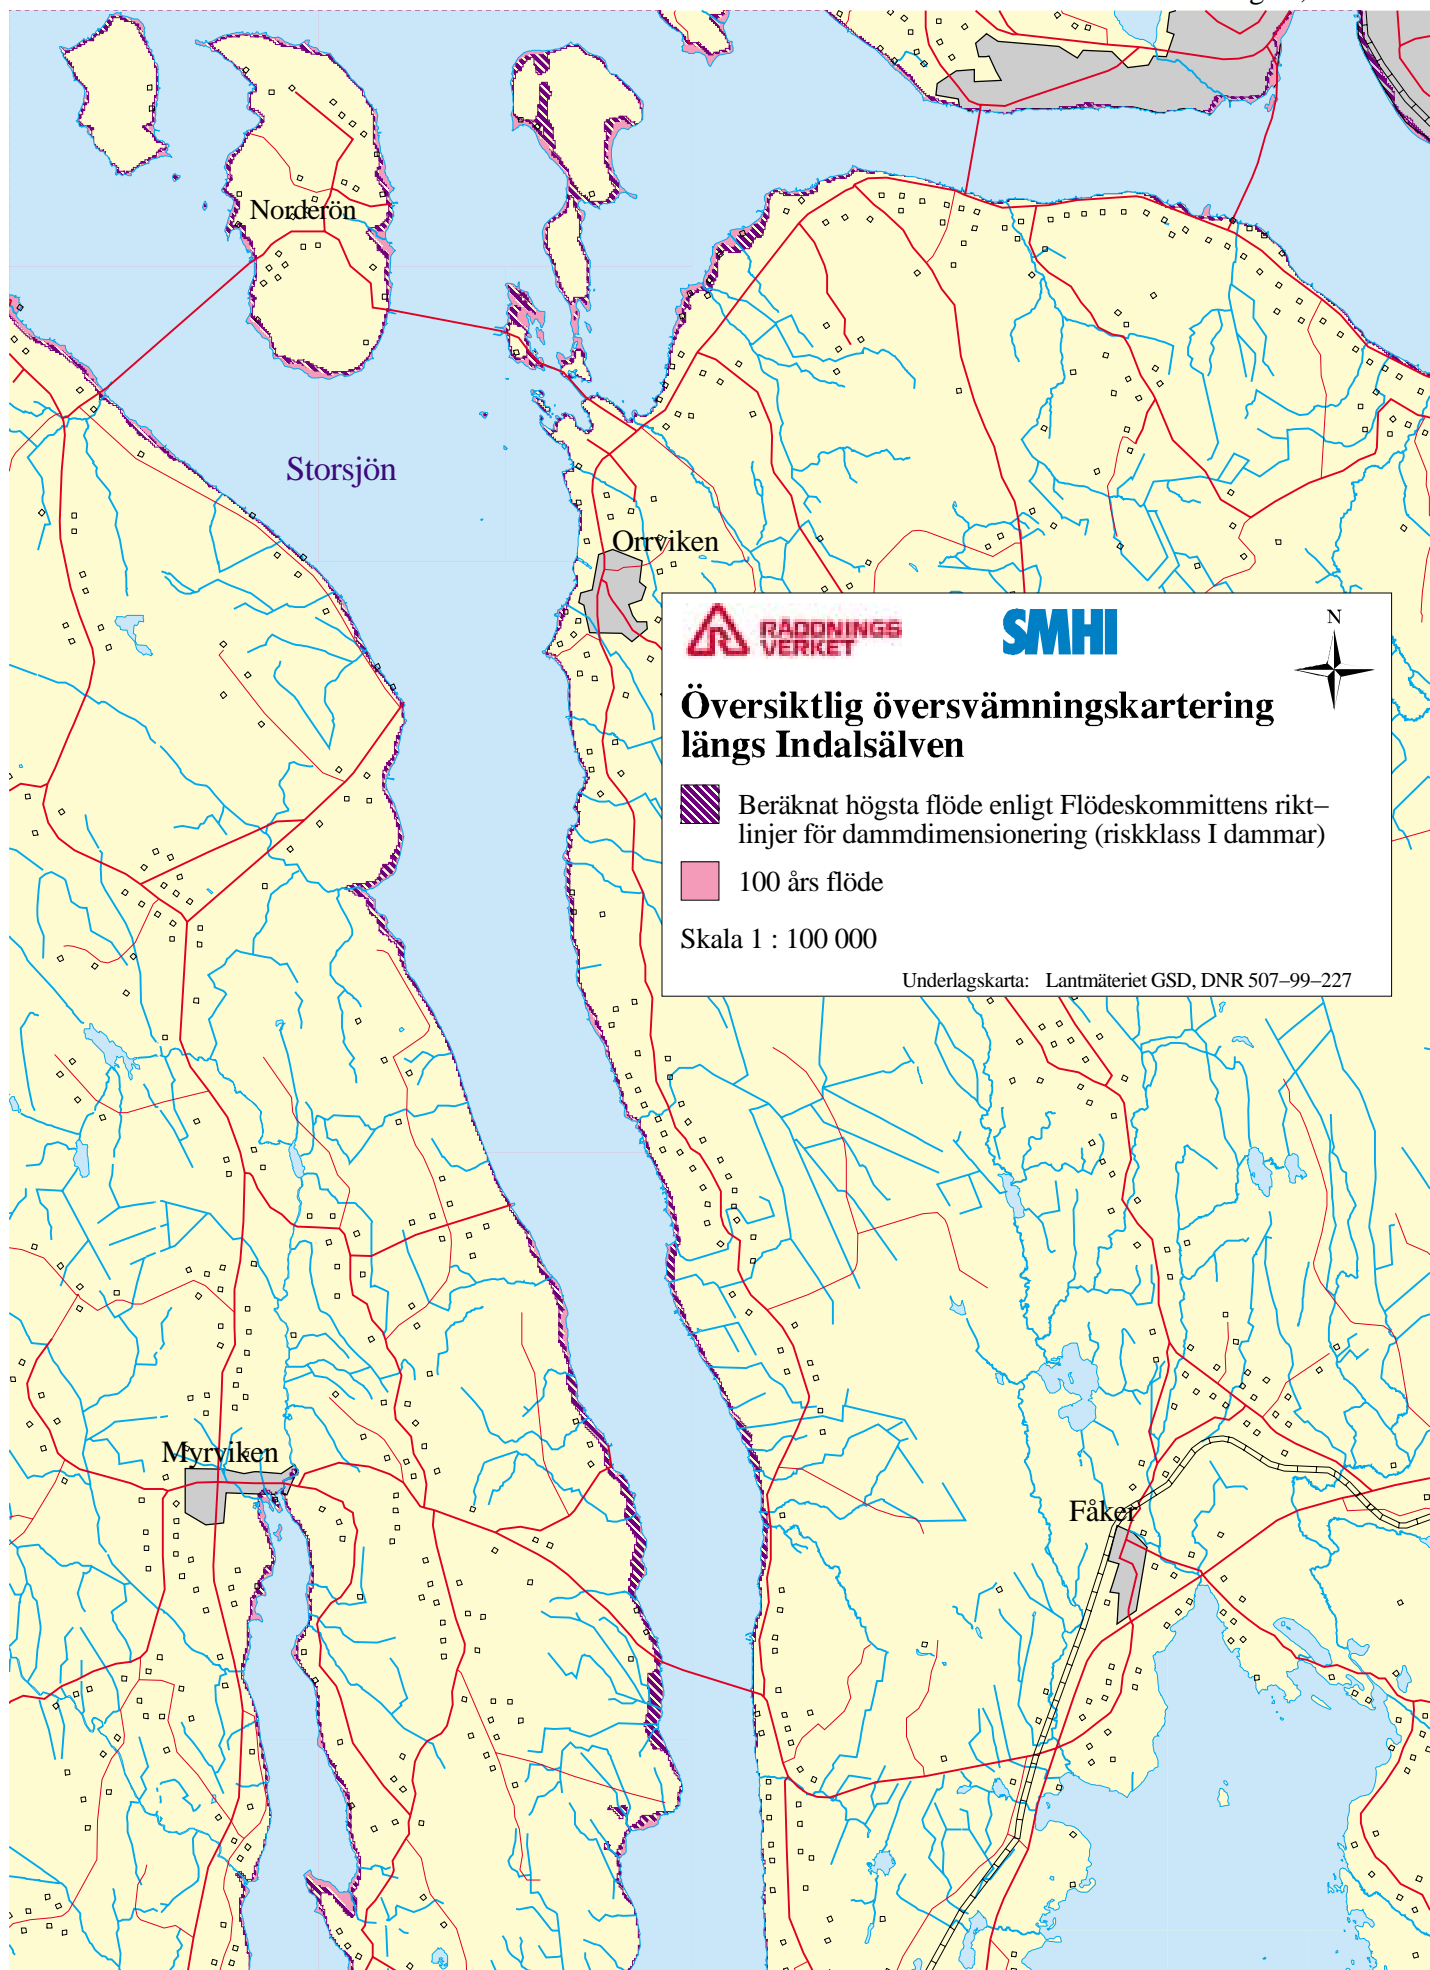 Norderön
Storsjön
Orrviken
RÄDDNINGS
VERKET
SMHI
N
Översiktlig översvämningskartering
längs Indalsälven
Beräknat högsta flöde enligt Flödeskommittens rikt–
linjer för dammdimensionering (riskklass I dammar)
100 års flöde
Skala 1 : 100 000
Underlagskarta: Lantmäteriet GSD, DNR 507–99–227
Myrviken
Fåker